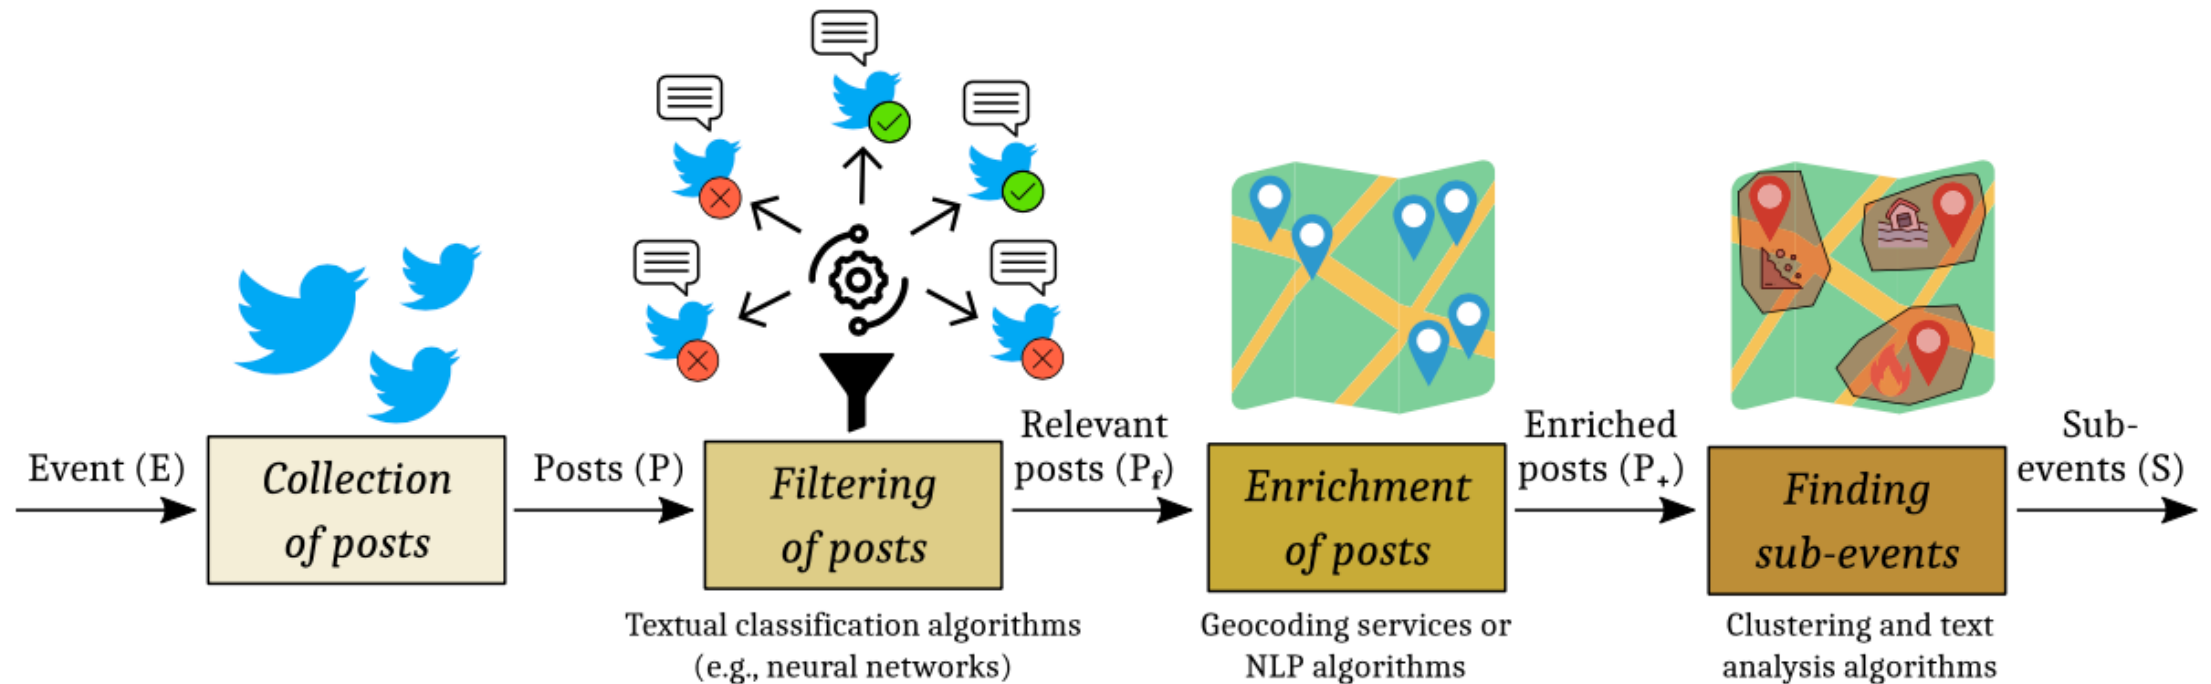 Event (E)
Collection
of posts
Posts (P)
Filtering
of posts
Textual classification algorithms
(e.g., neural networks)
Relevant
posts (Pf)
Enrichment
of posts
Geocoding services or
NLP algorithms
Enriched
posts (P+)
Finding
sub-events
Clustering and text
analysis algorithms
Sub-
events (S)